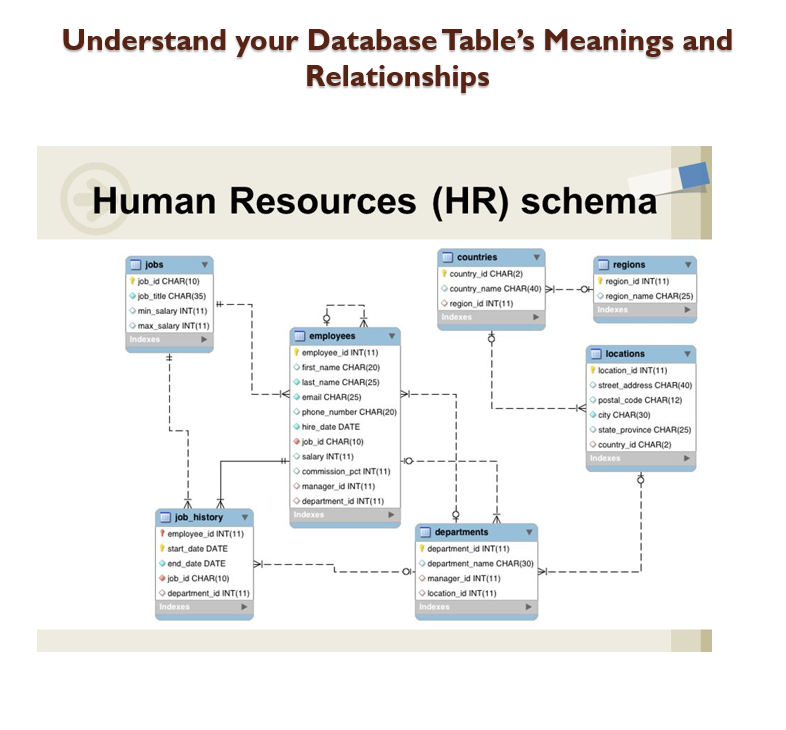 Understand your Database Table's Meanings and
Relationships
Human Resources (HR) schema
jobs
job_id CHAR(10)
job_title CHAR(35)
min_salary INT(11)
max_salary INT(11)
Indexes
employees
employee_id INT(11)
first_name CHAR(20)
last_name CHAR(25)
email CHAR(25)
phone_number CHAR(20)
hire_date DATE
job_id CHAR(10)
salary INT(11)
commission_pct INT(11)
manager_id INT(11)
department_id INT(11)
Indexes
countries
country_id CHAR(2)
country_name CHAR(40)
region_id INT(11)
Indexes
regions
region_id INT(11)
region_name CHAR(25)
Indexes
locations
location_id INT(11)
street_address CHAR(40)
postal_code CHAR(12)
city CHAR(30)
state_province CHAR(25)
country_id CHAR(2)
Indexes
job_history
employee_id INT(11)
start_date DATE
end_date DATE
job_id CHAR(10)
department_id INT(11)
Indexes
departments
department_id INT(11)
department_name CHAR(30)
manager_id INT(11)
location_id INT(11)
Indexes